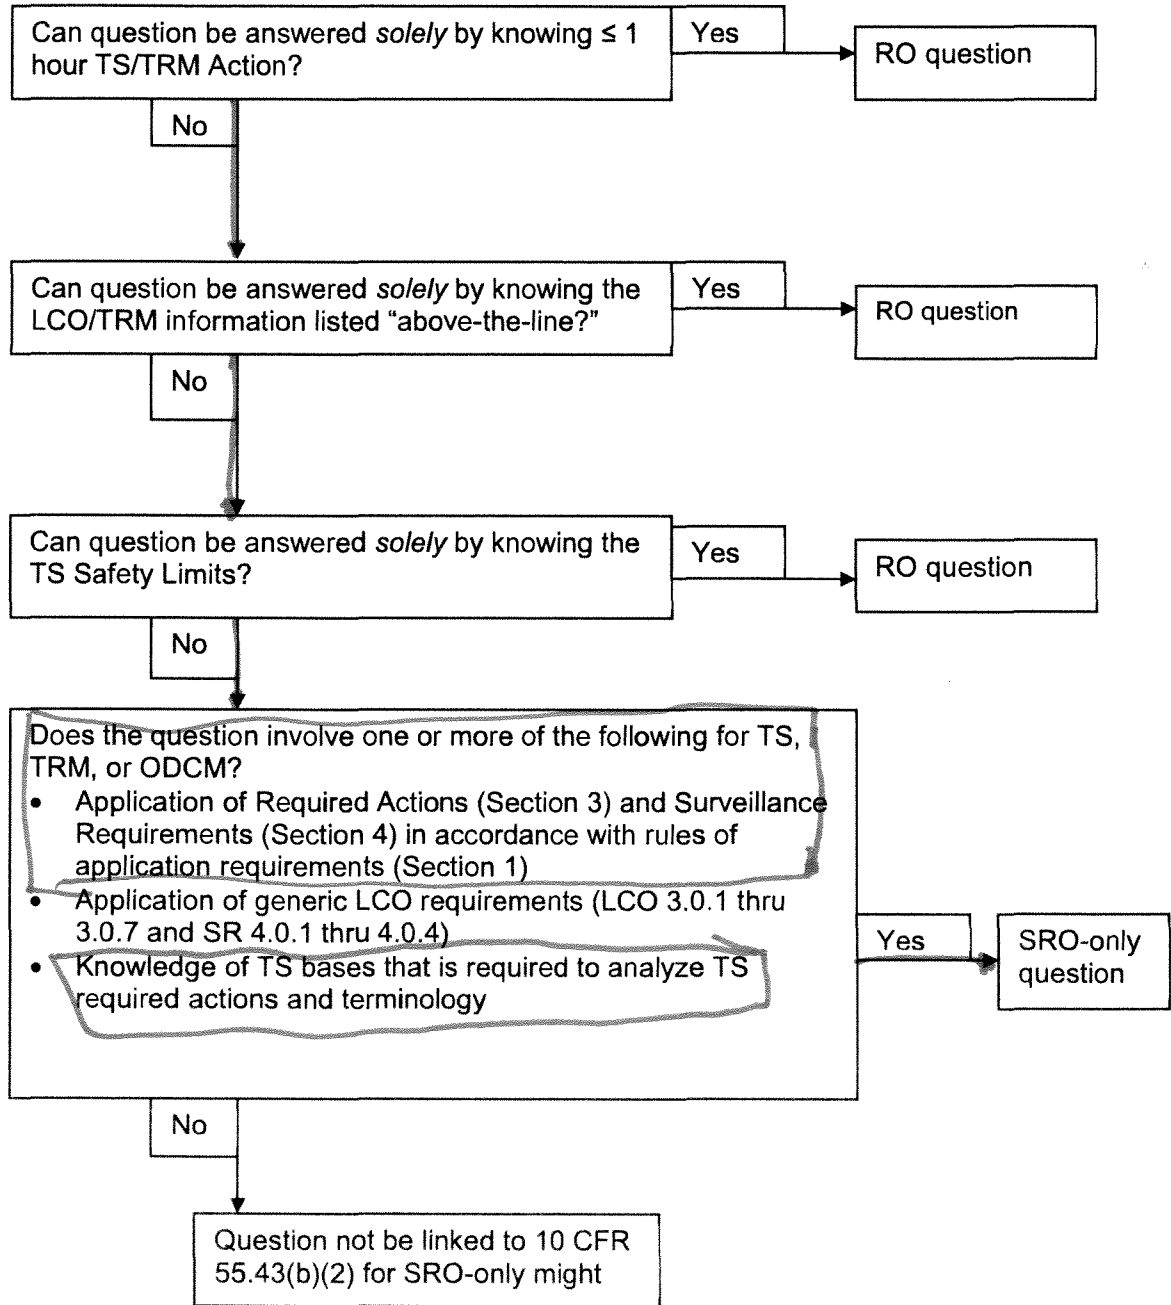 Can question be answered solely by knowing ≤ 1
hour TS/TRM Action?
Yes
RO question
No
Can question be answered solely by knowing the
LCO/TRM information listed “above-the-line?”
Yes
RO question
No
Can question be answered solely by knowing the
TS Safety Limits?
Yes
RO question
No
Does the question involve one or more of the following for TS,
TRM, or ODCM?
• Application of Required Actions (Section 3) and Surveillance
Requirements (Section 4) in accordance with rules of
application requirements (Section 1)
• Application of generic LCO requirements (LCO 3.0.1 thru
3.0.7 and SR 4.0.1 thru 4.0.4)
• Knowledge of TS bases that is required to analyze TS
required actions and terminology
Yes
SRO-only
question
No
Question not be linked to 10 CFR
55.43(b)(2) for SRO-only might